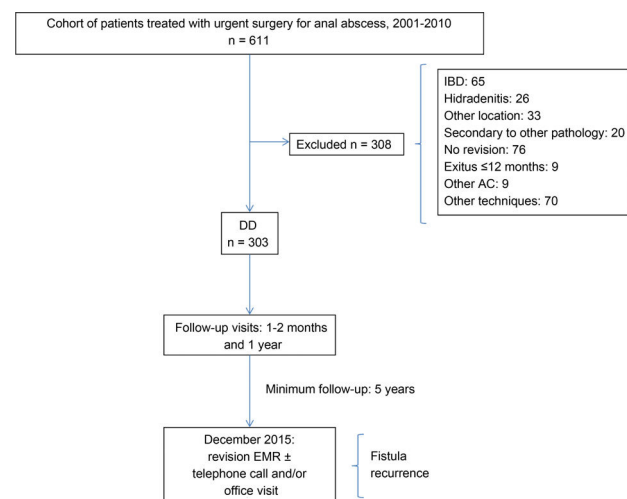 Cohort of patients treated with urgent surgery for anal abscess, 2001-2010
n = 611
IBD: 65
Hidradenitis: 26
Other location: 33
Secondary to other pathology: 20
No revision: 76
Exitus ≤12 months: 9
Other AC: 9
Other techniques: 70
Excluded n = 308
DD
n = 303
Follow-up visits: 1-2 months
and 1 year
Minimum follow-up: 5 years
December 2015:
revision EMR ±
telephone call and/or
office visit
Fistula
recurrence